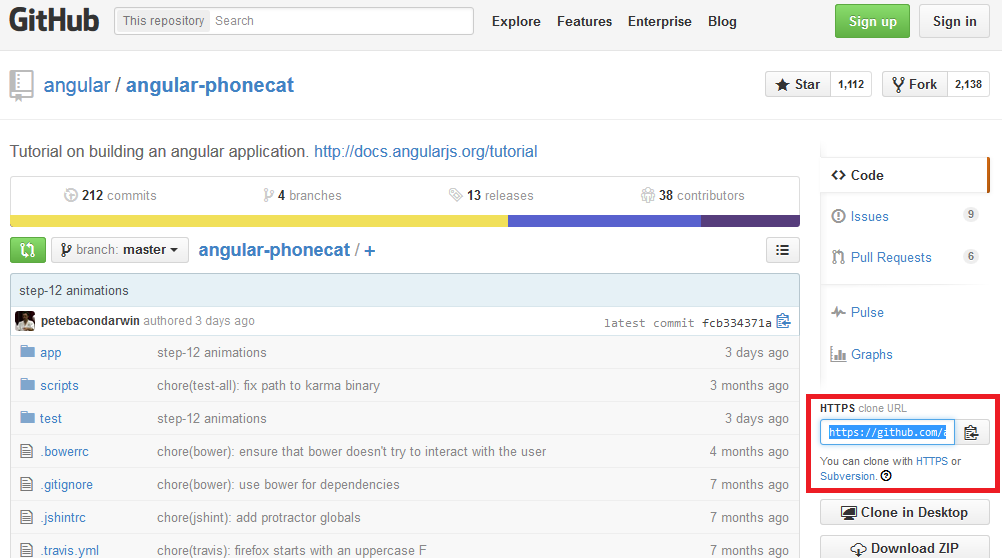 GitHub This repository Search Explore Features Enterprise Blog Sign up Sign in
angular / angular-phonecat Star 1,112 Fork 2,138
Tutorial on building an angular application. http://docs.angularjs.org/tutorial
212 commits 4 branches 13 releases 38 contributors
branch: master angular-phonecat / +
step-12 animations
petebacondarwin authored 3 days ago latest commit fcb334371a
app step-12 animations 3 days ago
scripts chore(test-all): fix path to karma binary 3 months ago
test step-12 animations 3 days ago
.bowerrc chore(bower): ensure that bower doesn't try to interact with the user 4 months ago
.gitignore chore(bower): use bower for dependencies 7 months ago
.jshintrc chore(jshint): add protractor globals 7 months ago
.travis.yml chore(travis): firefox starts with an uppercase F 7 months ago
Code
Issues 9
Pull Requests 6
Pulse
Graphs
HTTPS clone URL
https://github.com/a
You can clone with HTTPS or
Subversion. ?
Clone in Desktop
Download ZIP